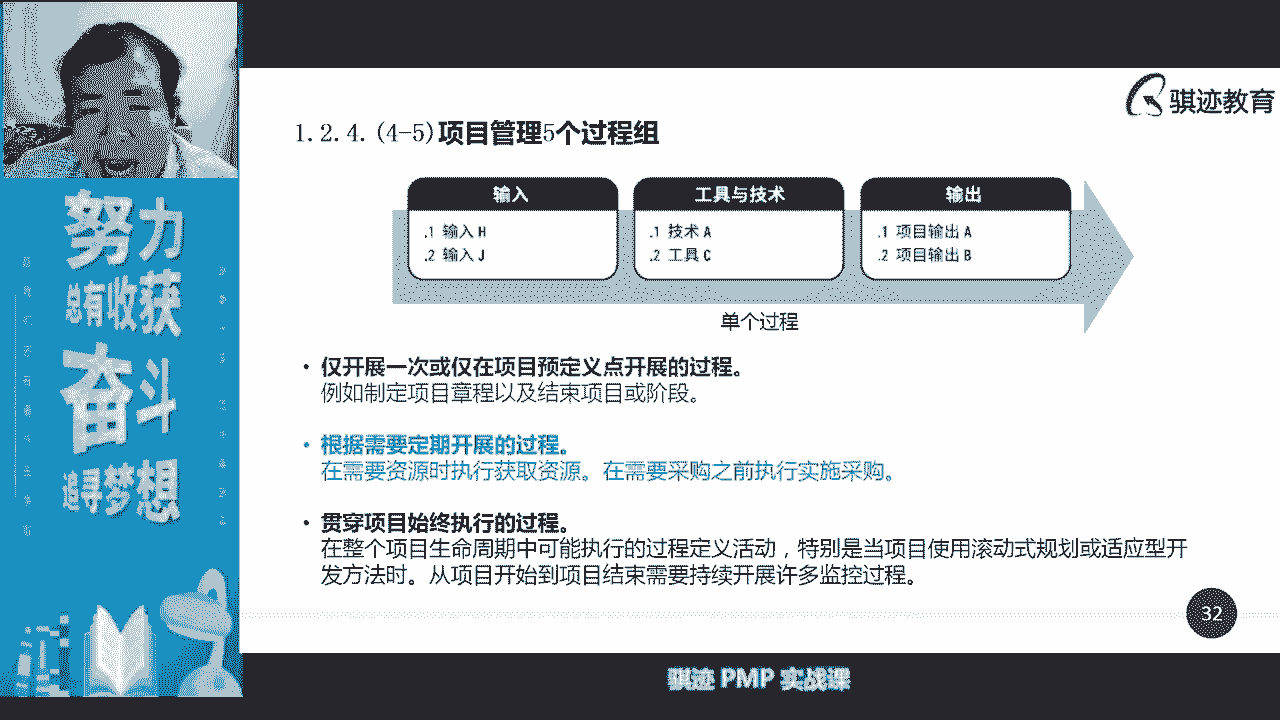 骐迹教育
1.2.4.(4-5)项目管理5个过程组
输入
.1 输入 H
.2 输入 J
工具与技术
.1 技术 A
.2 工具 C
输出
.1 项目输出 A
.2 项目输出 B
单个过程
• 仅开展一次或仅在项目预定义点开展的过程。
例如制定项目章程以及结束项目或阶段。
• 根据需要定期开展的过程。
在需要资源时执行获取资源。在需要采购之前执行实施采购。
• 贯穿项目始终执行的过程。
在整个项目生命周期中可能执行的过程定义活动，特别是当项目使用滚动式规划或适应型开
发方法时。从项目开始到项目结束需要持续开展许多监控过程。
32
努力
总有收获
奋斗
追寻梦想
骐迹 PMP 实战课